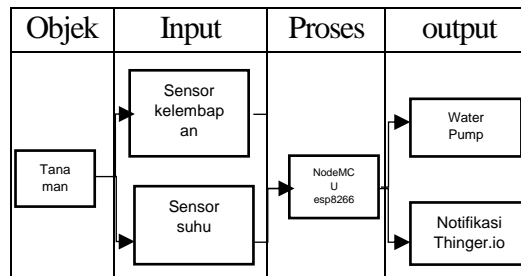 Objek Input Proses output
Sensor
kelembap
an
Water
Pump
Tana
man
NodeMC
U
esp8266
Sensor
suhu
Notifikasi
Thinger.io